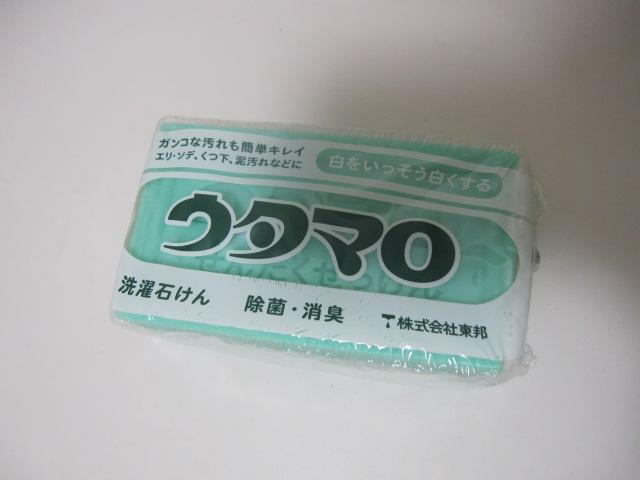 ガンコな汚れも簡単キレイ
エリ・ソデ、くつ下、泥汚れなどに
白をいっそう白くする
ウタマロ
洗濯石けん
除菌・消臭
株式会社東邦